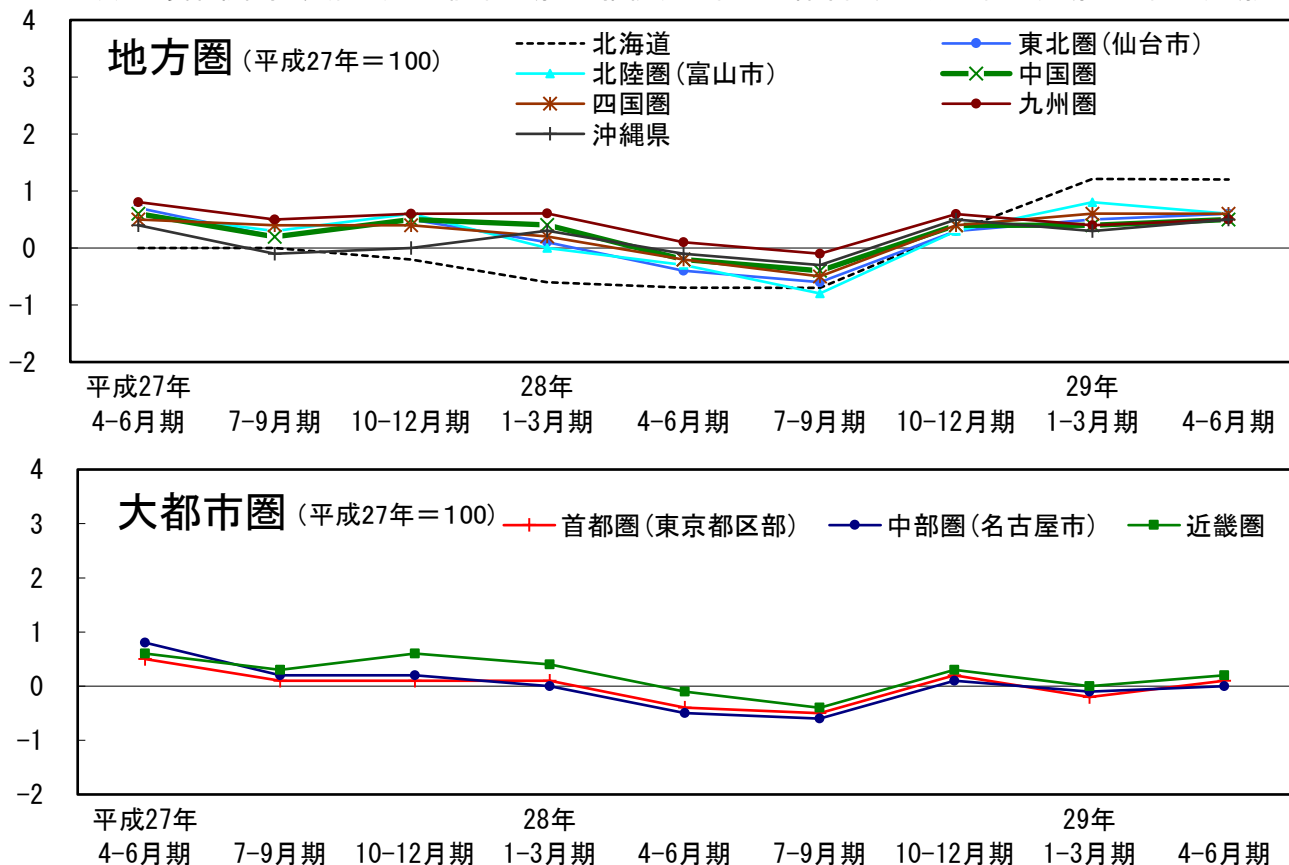 4
3
2
1
0
-1
-2
地方圏(平成27年=100)
北海道
東北圏(仙台市)
北陸圏(富山市)
中国圏
四国圏
九州圏
沖縄県
平成27年 28年 29年
4-6月期 7-9月期 10-12月期 1-3月期 4-6月期 7-9月期 10-12月期 1-3月期 4-6月期
4
3
2
1
0
-1
-2
大都市圏(平成27年=100)
首都圏(東京都区部) 中部圏(名古屋市) 近畿圏
平成27年 28年 29年
4-6月期 7-9月期 10-12月期 1-3月期 4-6月期 7-9月期 10-12月期 1-3月期 4-6月期